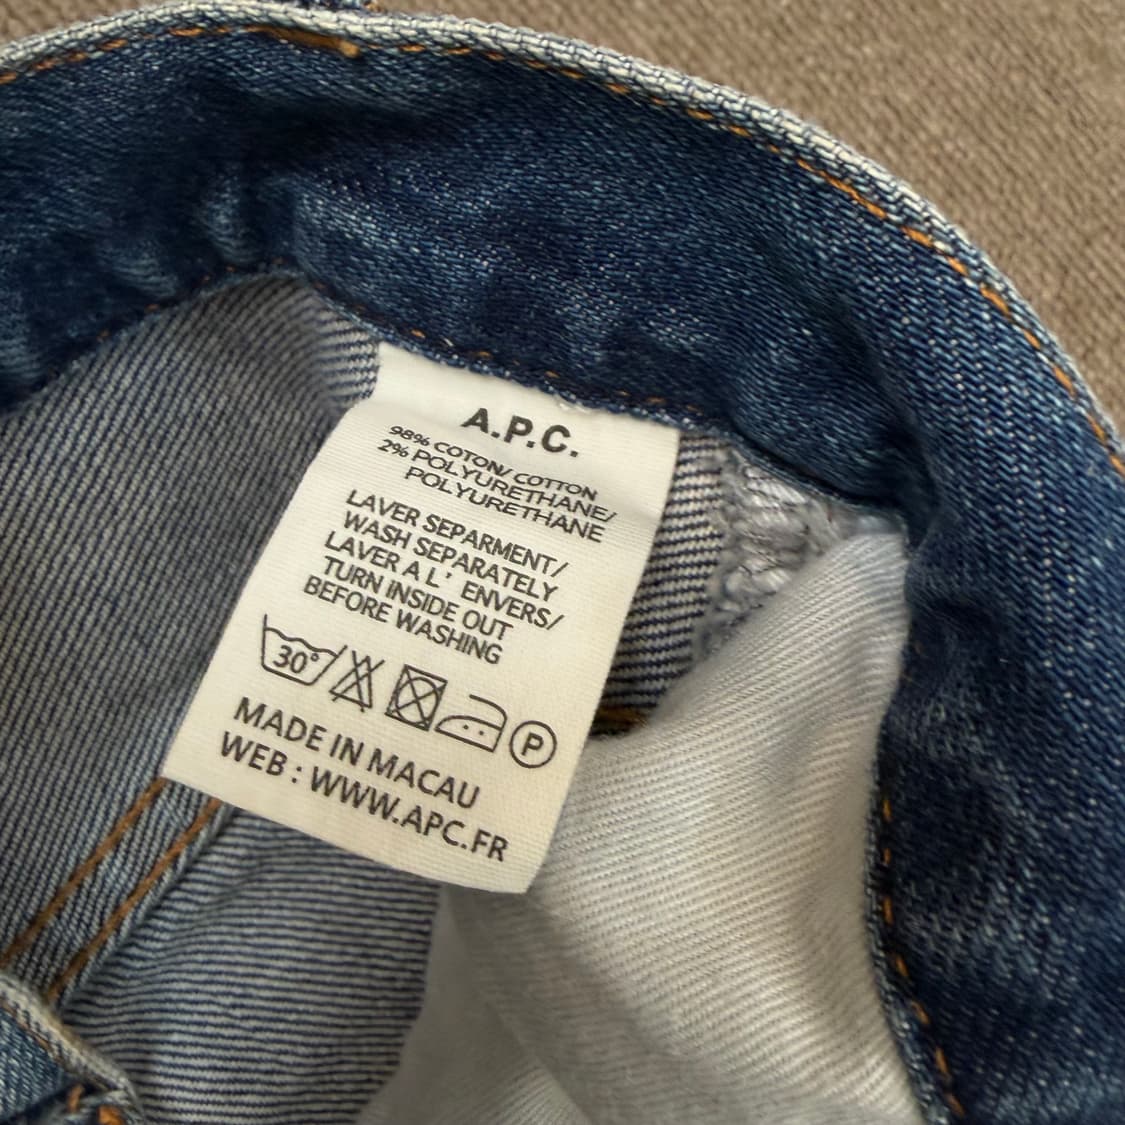 A.P.C.
98% COTON/ COTTON
2% POLYURETHANE/
POLYURETHANE
LAVER SEPARMENT/
WASH SEPARATELY
LAVER A L' ENVERS/
TURN INSIDE OUT
BEFORE WASHING
30° P
MADE IN MACAU
WEB : WWW.APC.FR